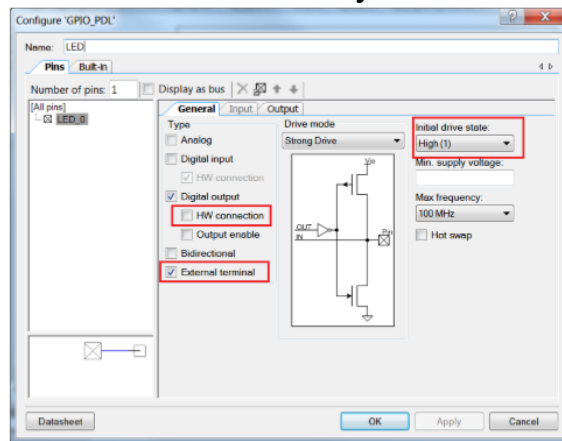 Configure 'GPIO_PDL'
Name: LED
Pins Built-in
Number of pins: 1 Display as bus
[All pins]
LED_0
General Input Output
Type
Analog
Digital input
HW connection
Digital output
HW connection
Output enable
Bidirectional
External terminal
Drive mode
Strong Drive
Vio
OUT
IN
Pin
Initial drive state:
High (1)
Min. supply voltage:
Max frequency:
100 MHz
Hot swap
Datasheet OK Apply Cancel